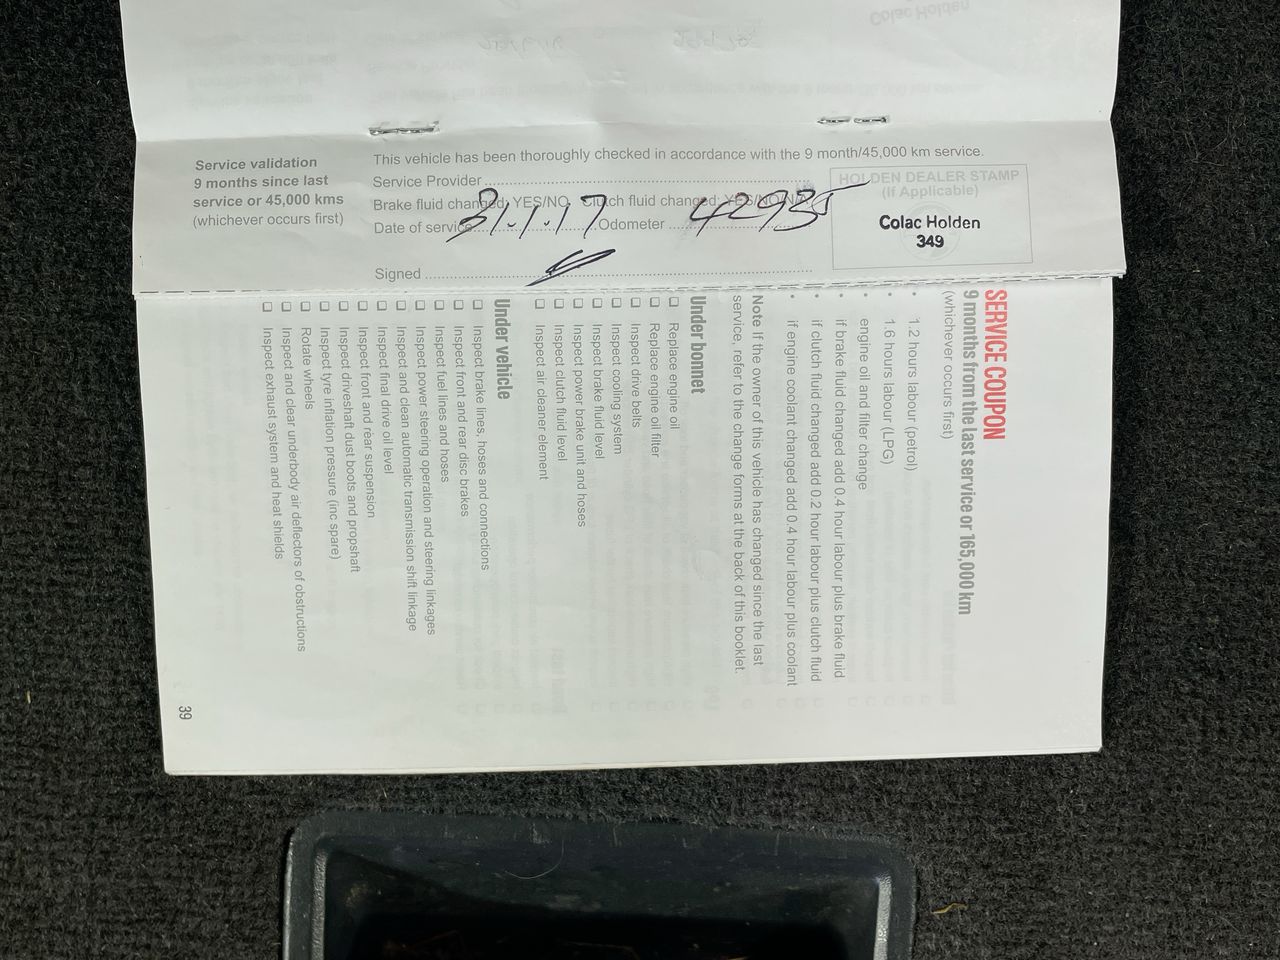 Service validation
9 months since last
service or 45,000 kms
(whichever occurs first)
This vehicle has been thoroughly checked in accordance with the 9 month/45,000 km service.
Service Provider
Brake fluid changed: YES/NO Clutch fluid changed: YES/NO/NA
Date of service 31.1.17 Odometer 42935
Signed
HOLDEN DEALER STAMP
(If Applicable)
Colac Holden
349
SERVICE COUPON
9 months from the last service or 165,000 km
(whichever occurs first)
• 1.2 hours labour (petrol)
• 1.6 hours labour (LPG)
engine oil and filter change
• if brake fluid changed add 0.4 hour labour plus brake fluid
• if clutch fluid changed add 0.2 hour labour plus clutch fluid
• if engine coolant changed add 0.4 hour labour plus coolant
Note If the owner of this vehicle has changed since the last
service, refer to the change forms at the back of this booklet.
Under bonnet
☐ Replace engine oil
☐ Replace engine oil filter
☐ Inspect drive belts
☐ Inspect cooling system
☐ Inspect brake fluid level
☐ Inspect power brake unit and hoses
☐ Inspect clutch fluid level
☐ Inspect air cleaner element
Under vehicle
☐ Inspect brake lines, hoses and connections
☐ Inspect front and rear disc brakes
☐ Inspect fuel lines and hoses
☐ Inspect power steering operation and steering linkages
☐ Inspect and clean automatic transmission shift linkage
☐ Inspect final drive oil level
☐ Inspect front and rear suspension
☐ Inspect driveshaft dust boots and propshaft
☐ Inspect tyre inflation pressure (inc spare)
☐ Rotate wheels
☐ Inspect and clear underbody air deflectors of obstructions
☐ Inspect exhaust system and heat shields
39